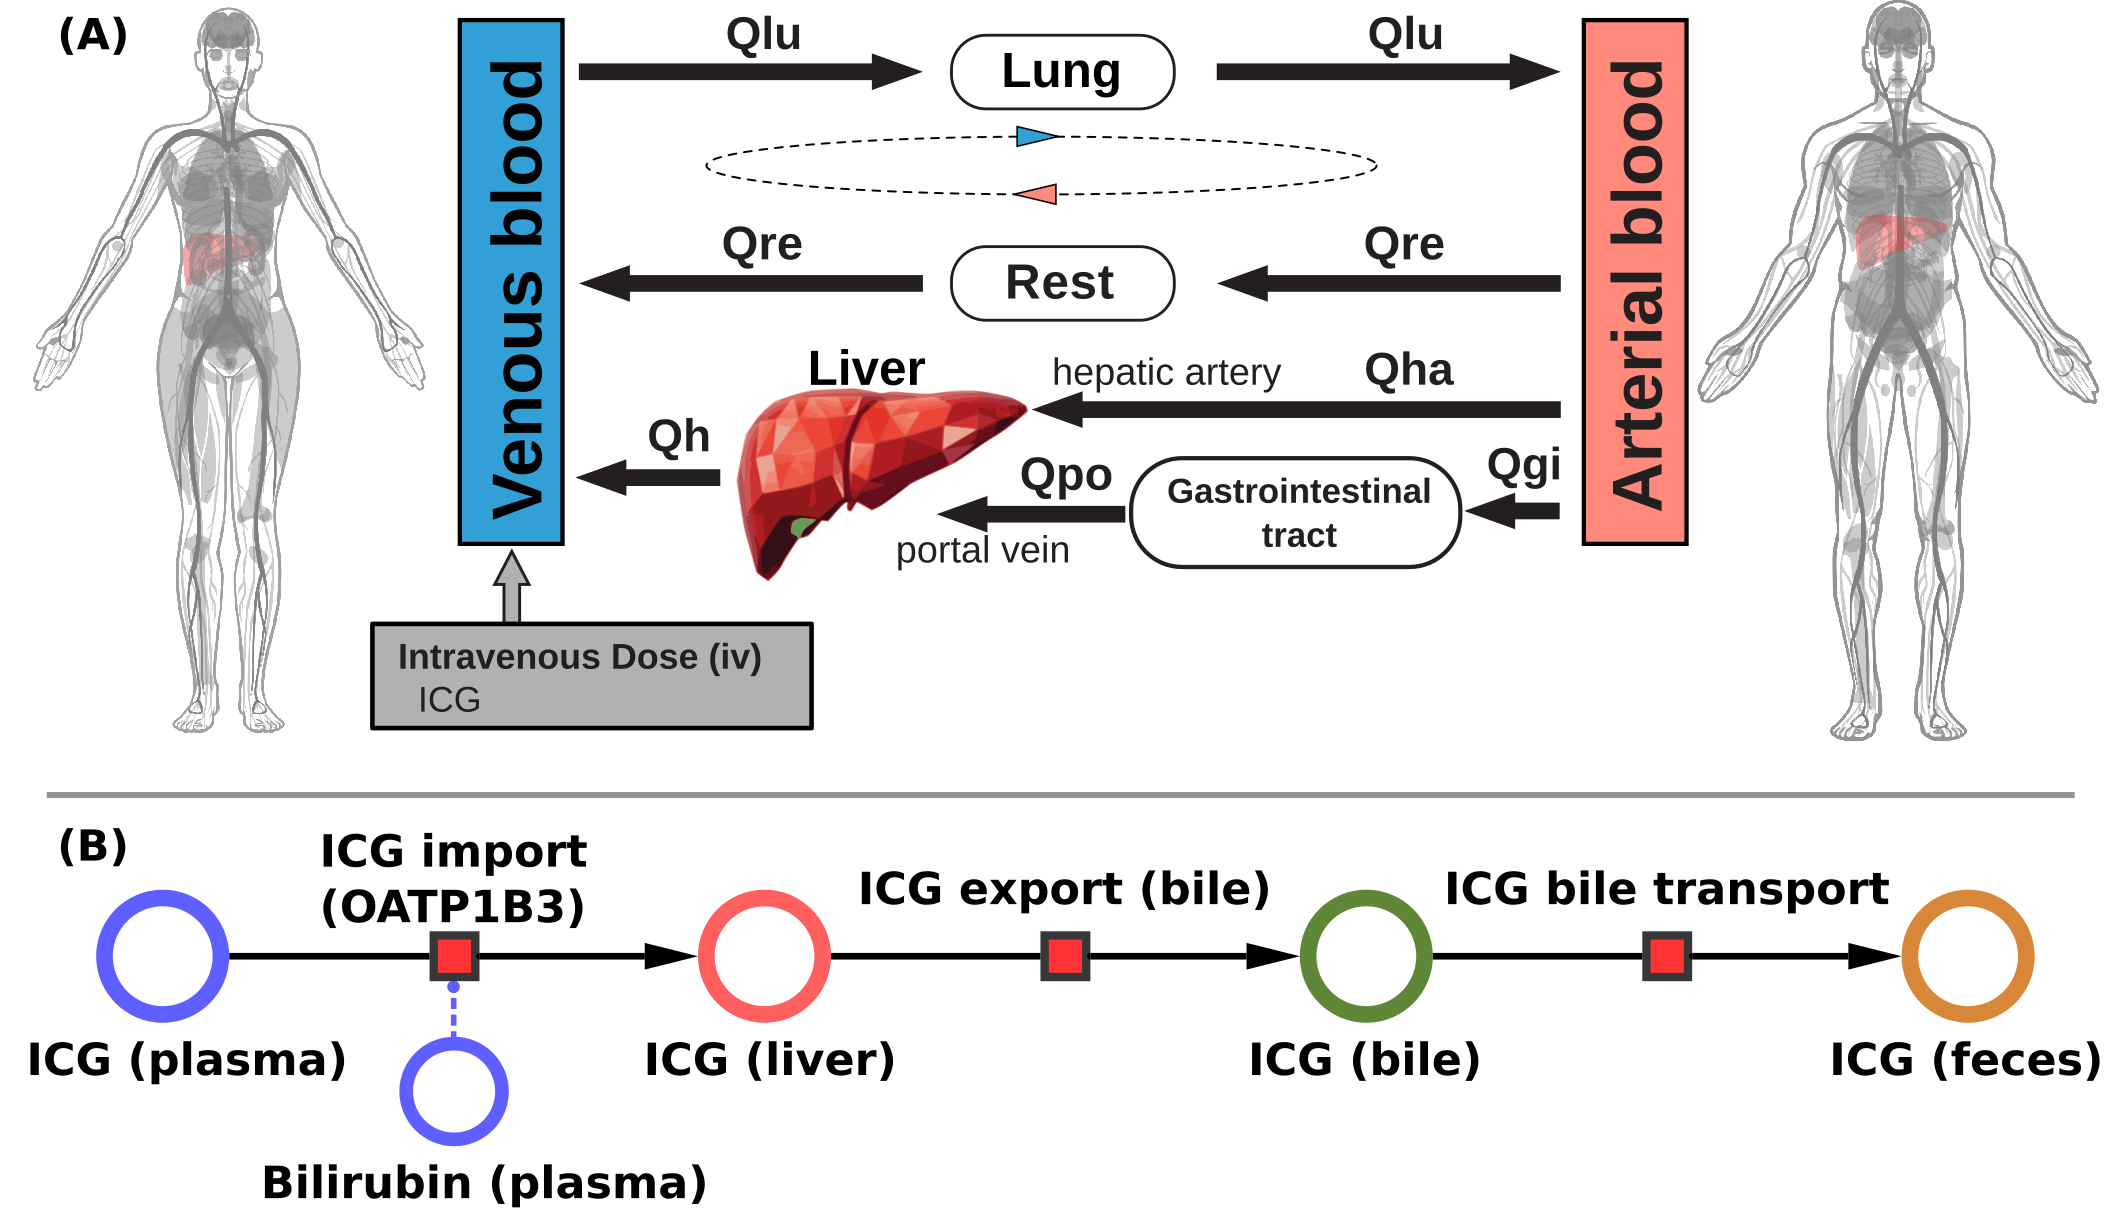 (A)
Qlu
Qlu
Venous blood
Lung
Arterial blood
Qre
Qre
Rest
Liver
hepatic artery
Qha
Qh
Qpo
Qgi
Gastrointestinal
tract
portal vein
Intravenous Dose (iv)
ICG
(B)
ICG import
(OATP1B3)
ICG export (bile)
ICG bile transport
ICG (plasma)
ICG (liver)
ICG (bile)
ICG (feces)
Bilirubin (plasma)